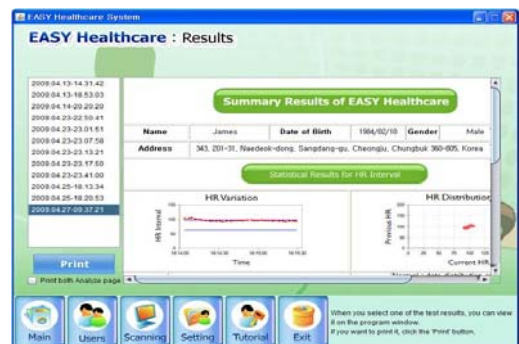 EASY Healthcare System
EASY Healthcare : Results
2009.04.13-14.31.42
2009.04.13-18.53.03
2009.04.14-20.20.20
2009.04.23-22.50.41
2009.04.23-23.01.51
2009.04.23-23.07.58
2009.04.23-23.13.21
2009.04.23-23.17.50
2009.04.23-23.41.00
2009.04.25-18.13.34
2009.04.25-18.20.53
2009.04.27-09.37.21
Print
Print both Analyze page
Summary Results of EASY Healthcare
Name James Date of Birth 1984/02/18 Gender Male
Address 343, 201-31, Naedeok-dong, Sangdang-gu, Cheongju, Chungbuk 360-805, Korea
Statistical Results for HR Interval
HR Variation
HR Interval
Time
HR Distribution
Previous HR
Current HR
Main
Users
Scanning
Setting
Tutorial
Exit
When you select one of the test results, you can view
it on the program window.
If you want to print it, click the 'Print' button.